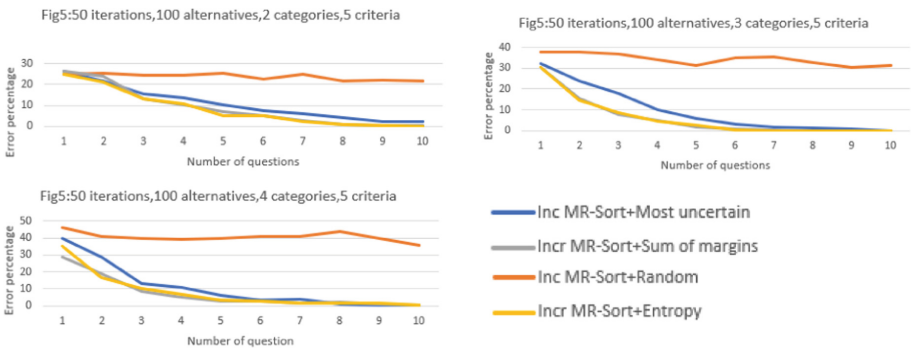 Fig5:50 iterations,100 alternatives,2 categories,5 criteria
Error percentage
30
20
10
0
1 2 3 4 5 6 7 8 9 10
Number of questions
Fig5:50 iterations,100 alternatives,3 categories,5 criteria
Error percentage
40
30
20
10
0
1 2 3 4 5 6 7 8 9 10
Number of questions
Fig5:50 iterations,100 alternatives,4 categories,5 criteria
Error percentage
50
40
30
20
10
0
1 2 3 4 5 6 7 8 9 10
Number of question
Inc MR-Sort+Most uncertain
Incr MR-Sort+Sum of margins
Inc MR-Sort+Random
Incr MR-Sort+Entropy